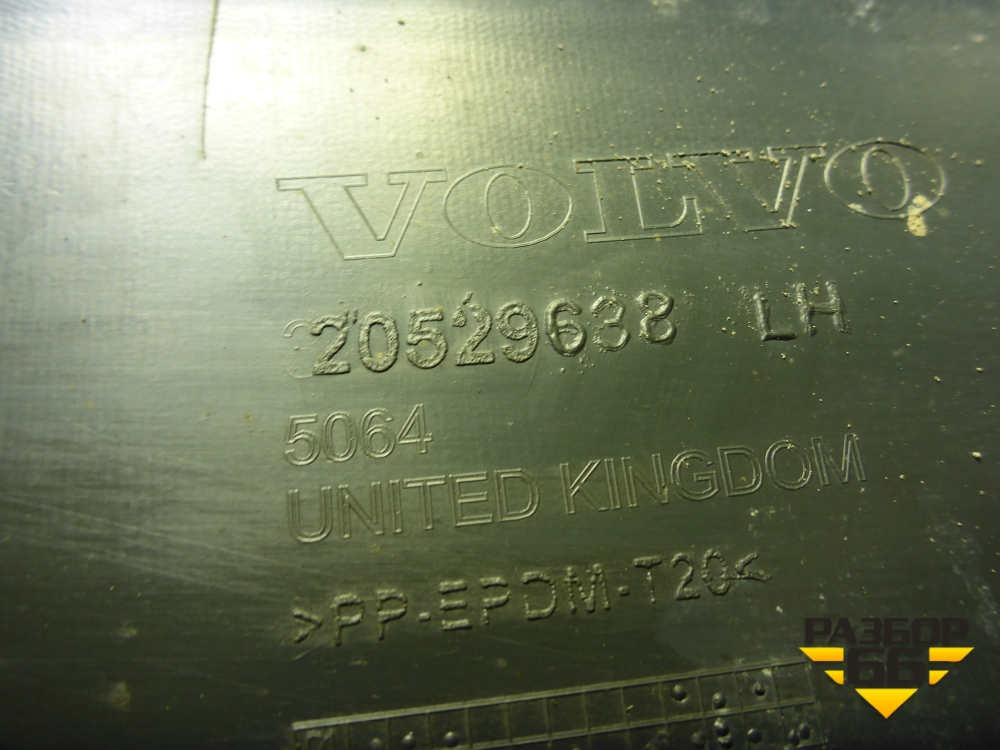 VOLVO
20529638 LH
5064
UNITED KINGDOM
>PP-EPDM-T20<
РАЗБОР
66